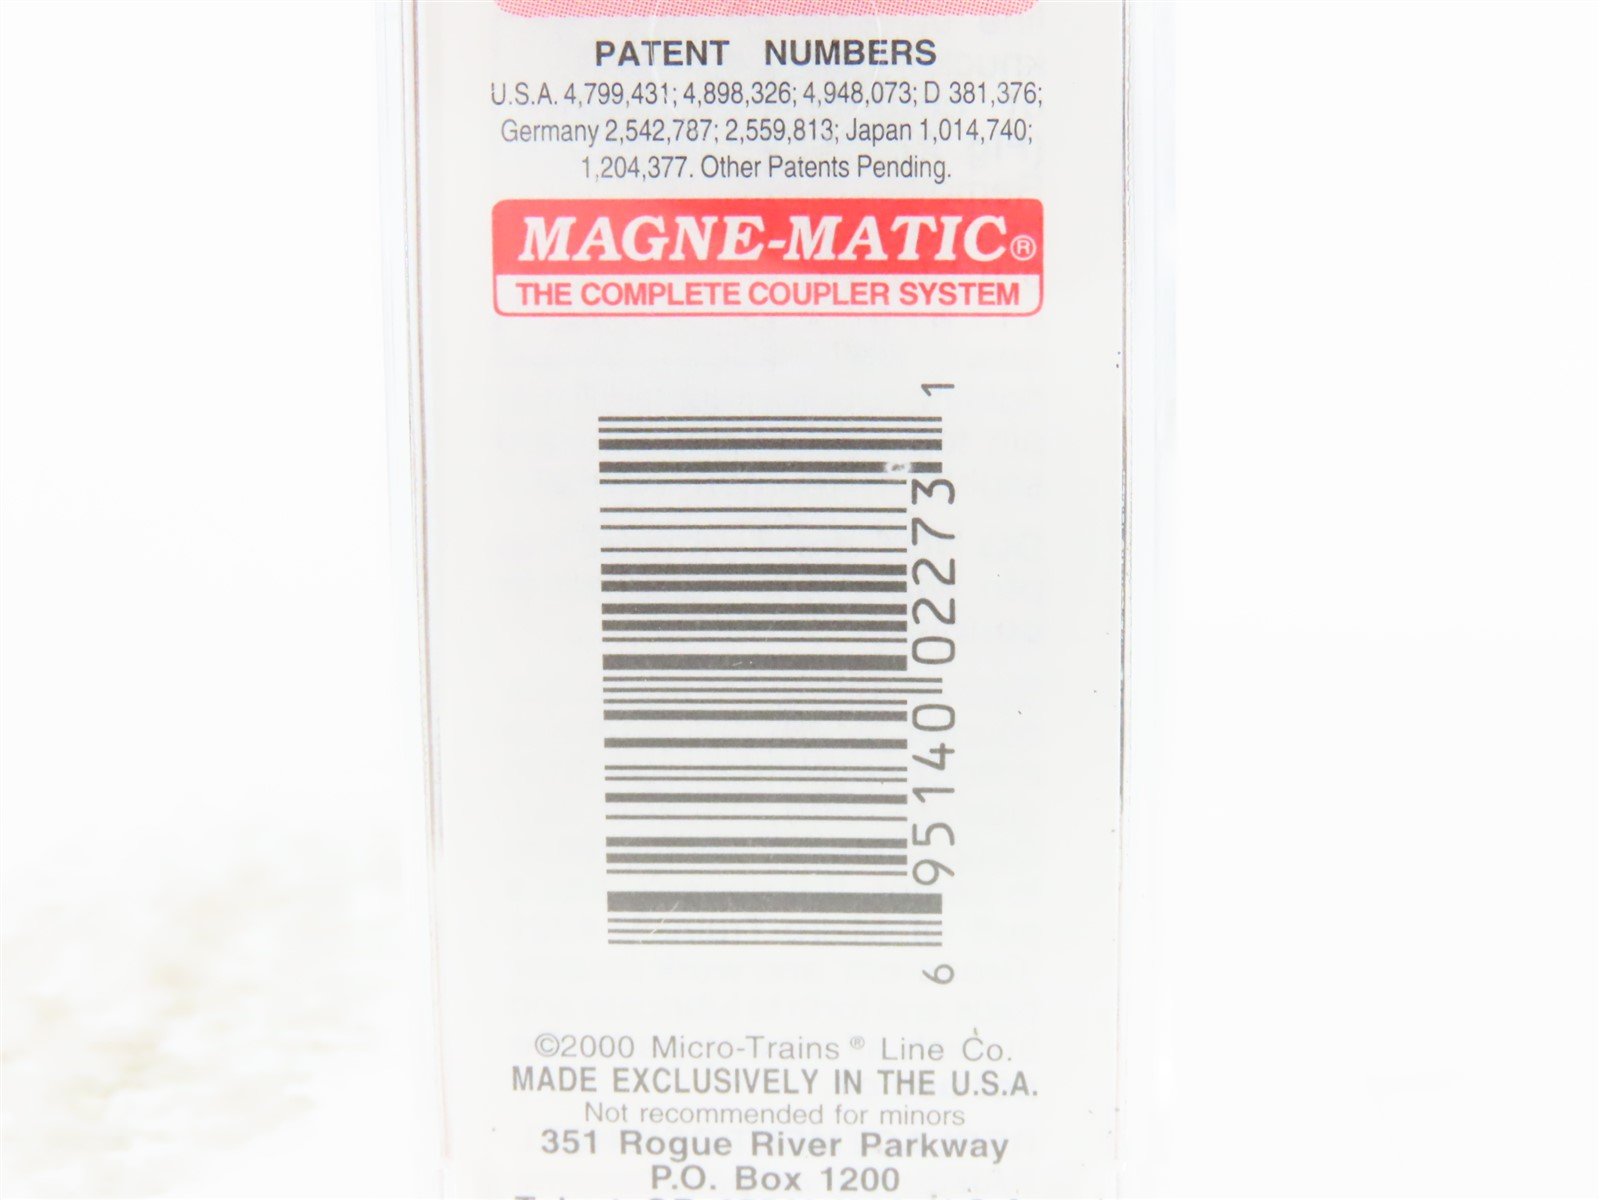 PATENT NUMBERS
U.S.A. 4,799,431; 4,898,326; 4,948,073; D 381,376;
Germany 2,542,787; 2,559,813; Japan 1,014,740;
1,204,377. Other Patents Pending.
MAGNE-MATIC®
THE COMPLETE COUPLER SYSTEM
6 95140 02273 1
©2000 Micro-Trains® Line Co.
MADE EXCLUSIVELY IN THE U.S.A.
Not recommended for minors
351 Rogue River Parkway
P.O. Box 1200